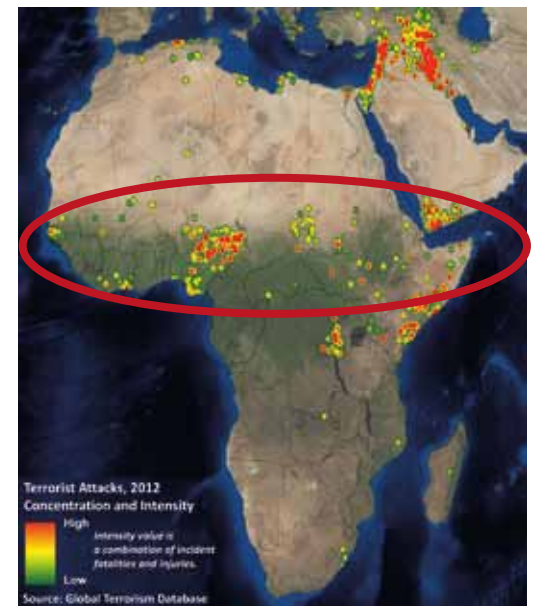 Terrorist Attacks, 2012
Concentration and Intensity
High
Intensity value is
a combination of incident
fatalities and injuries.
Low
Source: Global Terrorism Database